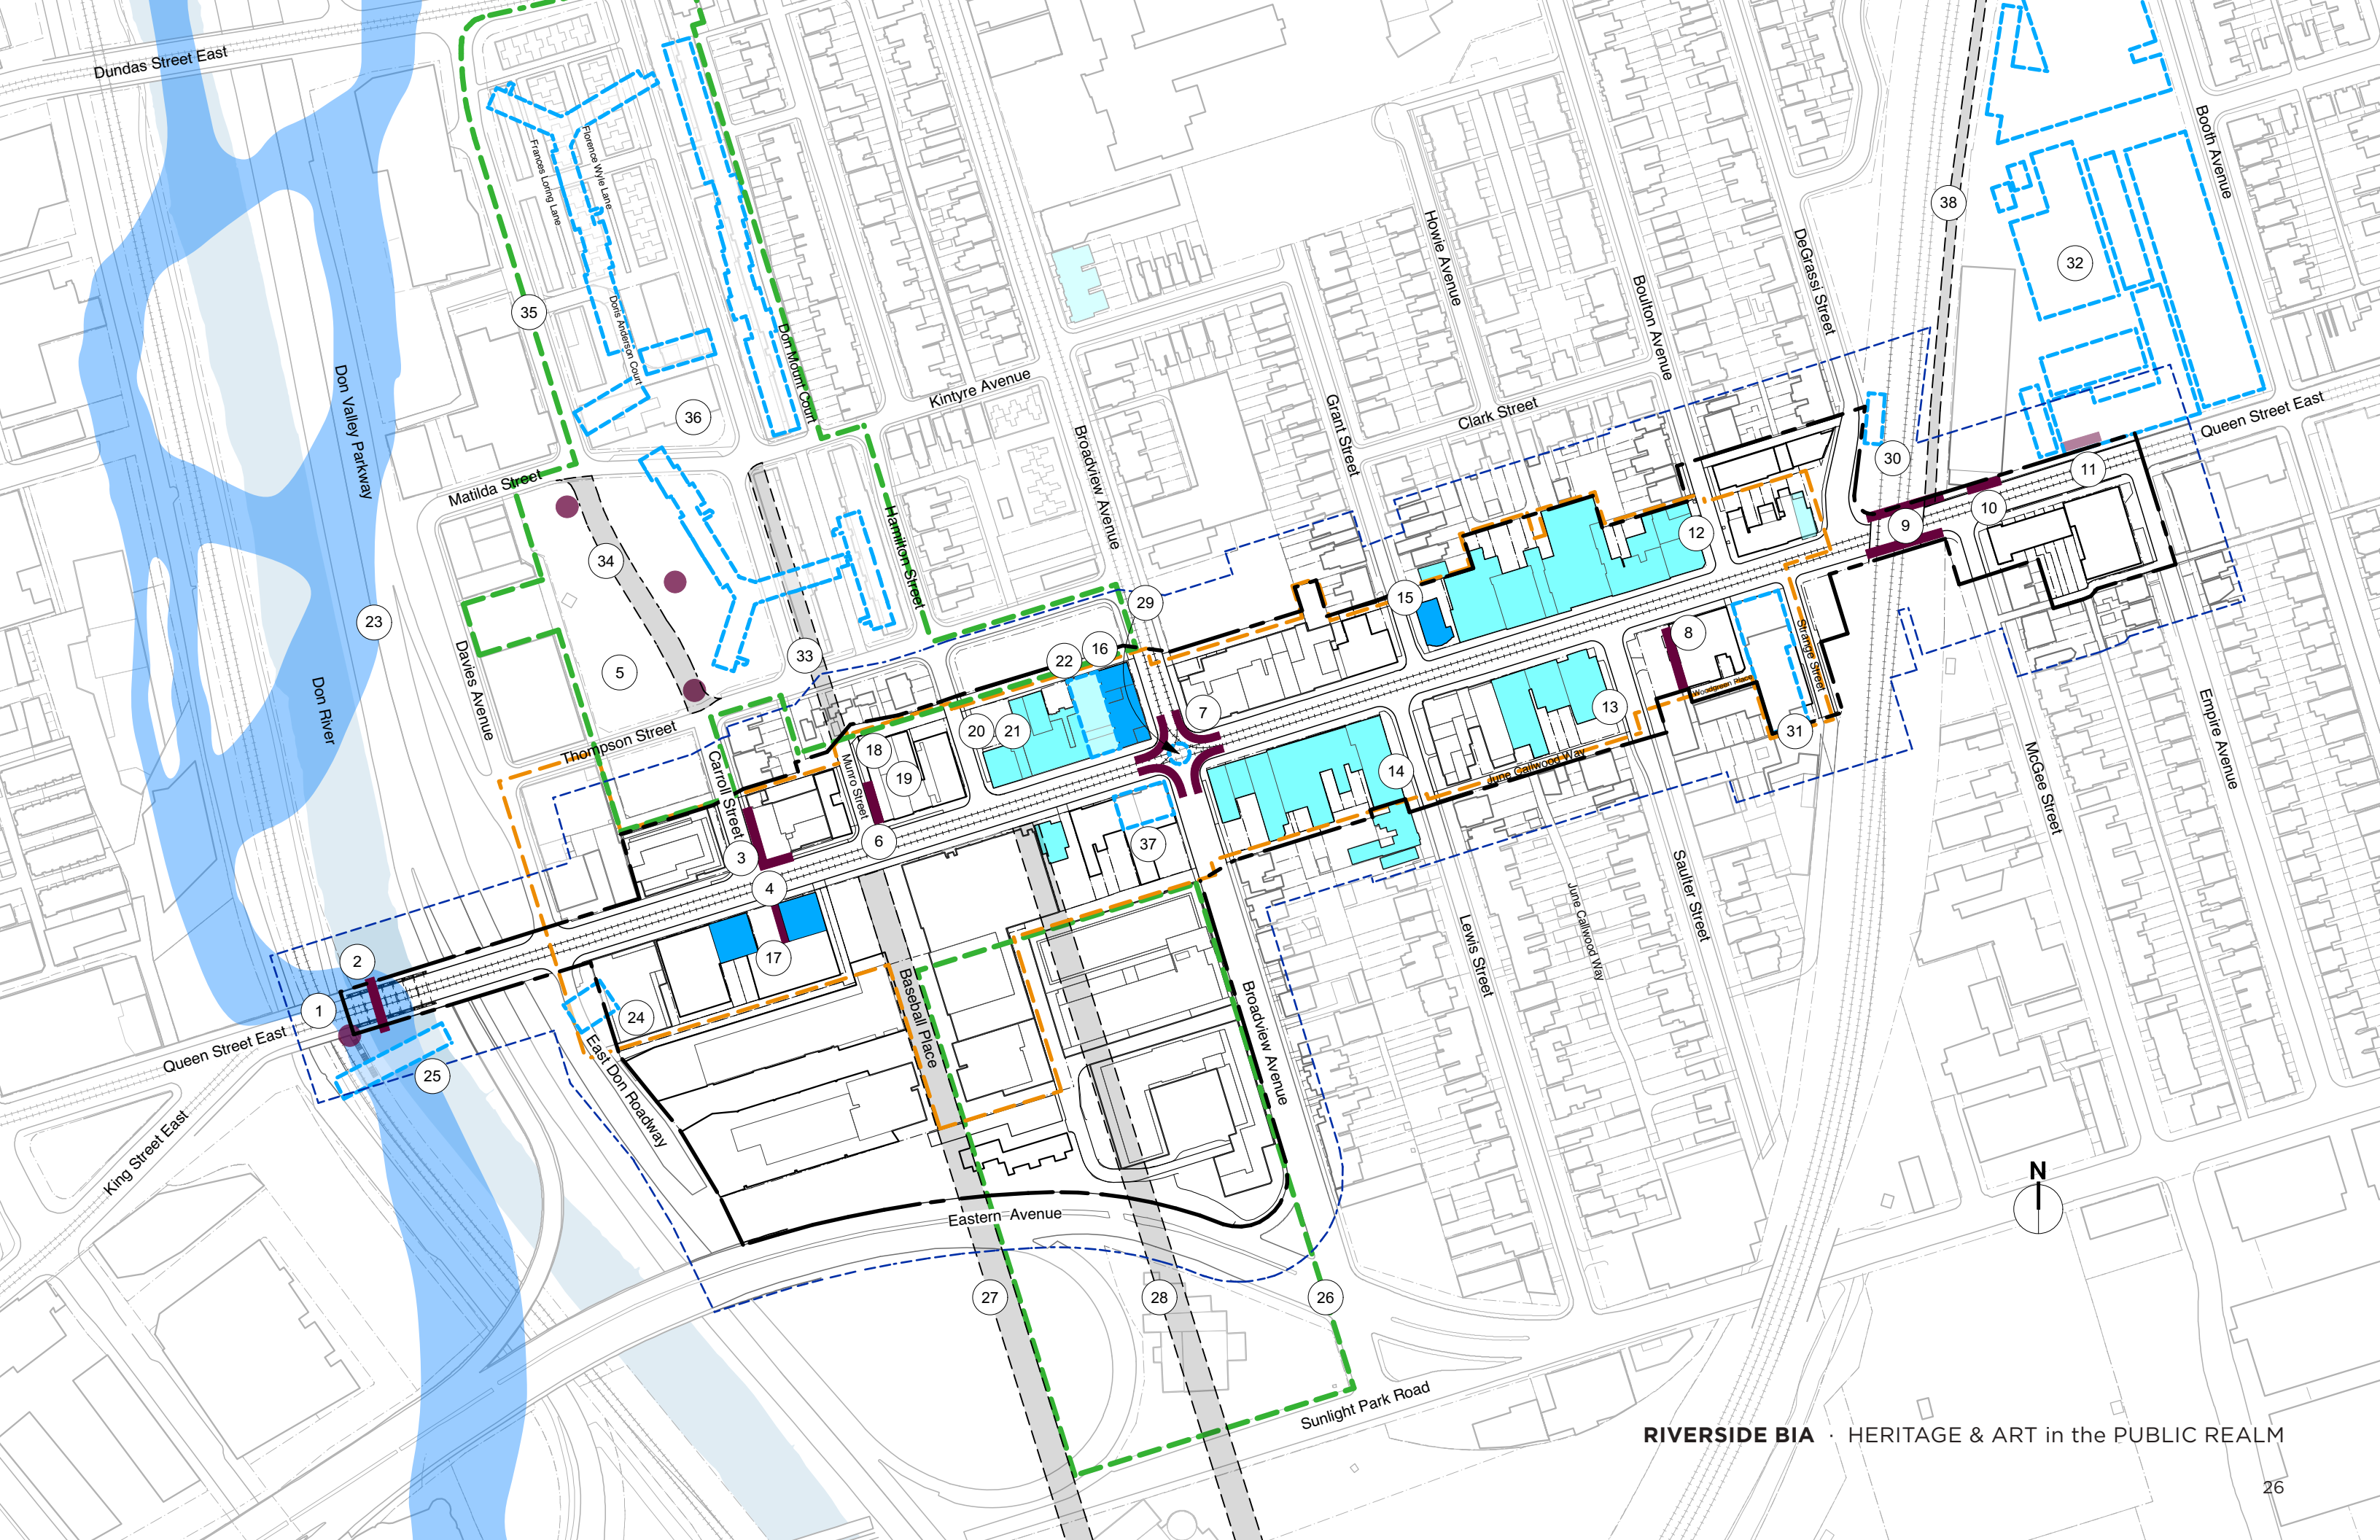 Dundas Street East
Booth Avenue
Florence Wyle Lane
Frances Loring Lane
38
Howie Avenue
DeGrassi Street
32
Boulton Avenue
35
Doris Anderson Court
Don Mount Court
Don Valley Parkway
Kintyre Avenue
36
Grant Street
Clark Street
Queen Street East
Broadview Avenue
30
11
Matilda Street
10
9
12
Hamilton Street
34
15
29
23
Davies Avenue
5
33
22
16
8
Strange Street
Woodgreen Place
Don River
Thompson Street
7
13
31
20
21
18
19
Munro Street
Carroll Street
June Callwood Way
14
Empire Avenue
McGee Street
6
37
3
4
Saulter Street
June Callwood Way
Lewis Street
2
17
1
24
Baseball Place
Broadview Avenue
Queen Street East
25
East Don Roadway
King Street East
N
Eastern Avenue
27
28
26
Sunlight Park Road
RIVERSIDE BIA · HERITAGE & ART in the PUBLIC REALM
26